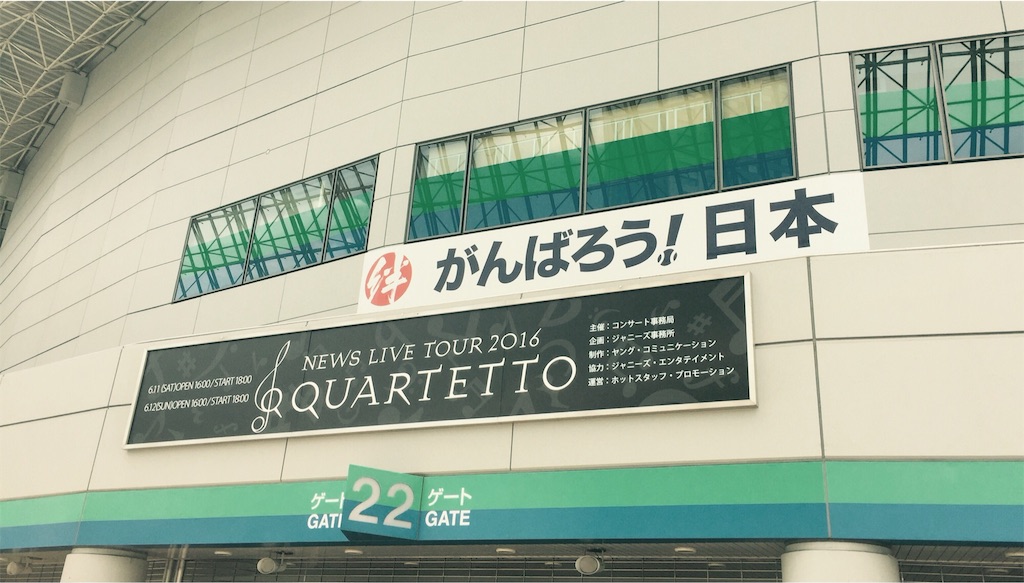 絆 がんばろう！日本
6.11 (SAT)OPEN 16:00/START 18:00
6.12(SUN)OPEN 16:00/START 18:00
NEWS LIVE TOUR 2016
QUARTETTO
主催：コンサート事務局
企画：ジャニーズ事務所
制作：ヤング・コミュニケーション
協力：ジャニーズ・エンタテイメント
運営：ホットスタッフ・プロモーション
ゲート 22 ゲート
GATE GATE